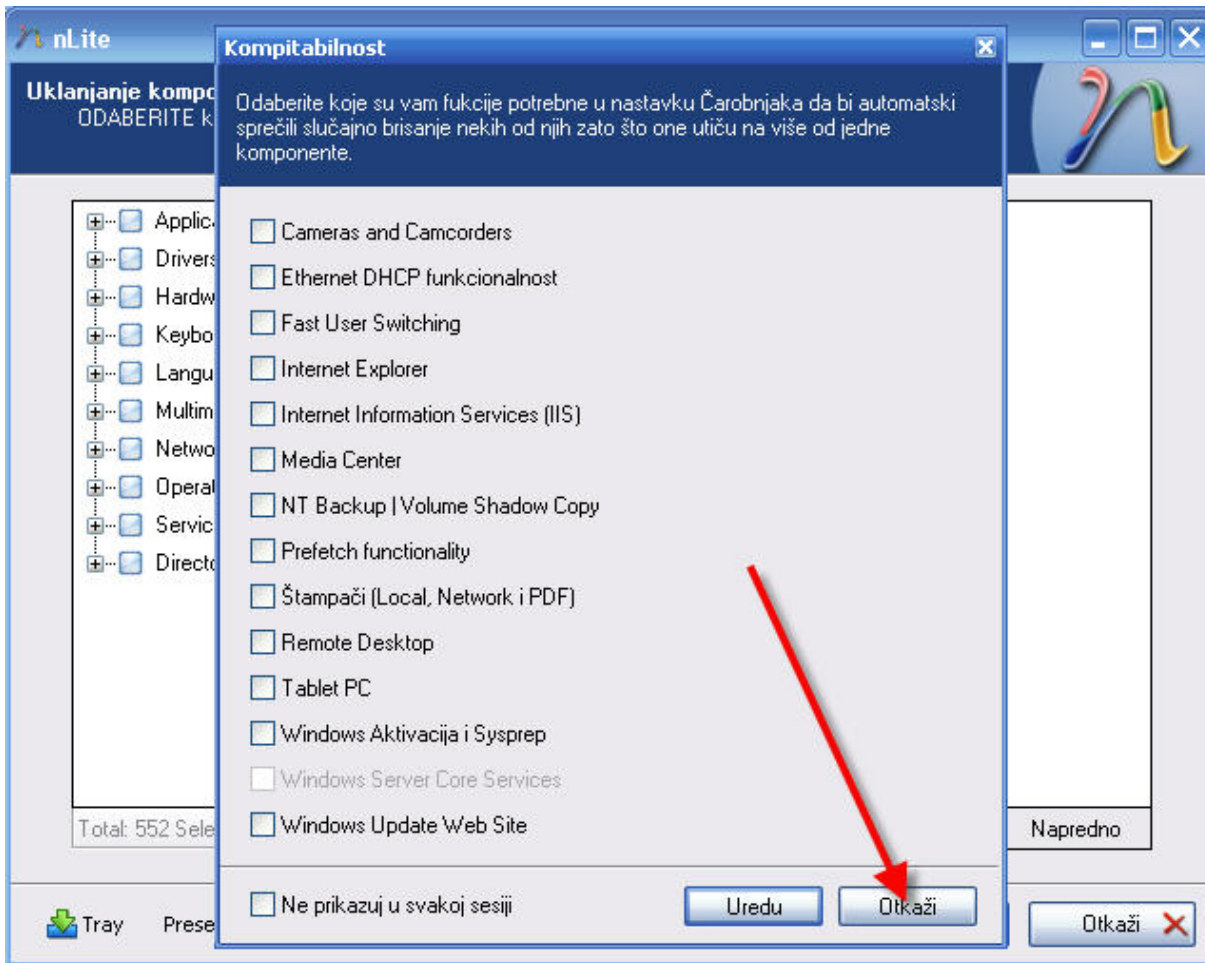 nLite
Kompitabilnost
Uklanjanje kompo
ODABERITE k
Odaberite koje su vam fukcije potrebne u nastavku Čarobnjaka da bi automatski
sprečili slučajno brisanje nekih od njih zato što one utiču na više od jedne
komponente.
Applic
Drivers
Hardw
Keybo
Langu
Multim
Netwo
Operat
Servic
Directo
Cameras and Camcorders
Ethernet DHCP funkcionalnost
Fast User Switching
Internet Explorer
Internet Information Services (IIS)
Media Center
NT Backup | Volume Shadow Copy
Prefetch functionality
Štampači (Local, Network i PDF)
Remote Desktop
Tablet PC
Windows Aktivacija i Sysprep
Windows Server Core Services
Windows Update Web Site
Total: 552 Sele
Napredno
Ne prikazuj u svakoj sesiji
Uredu
Otkaži
Tray
Prese
Otkaži